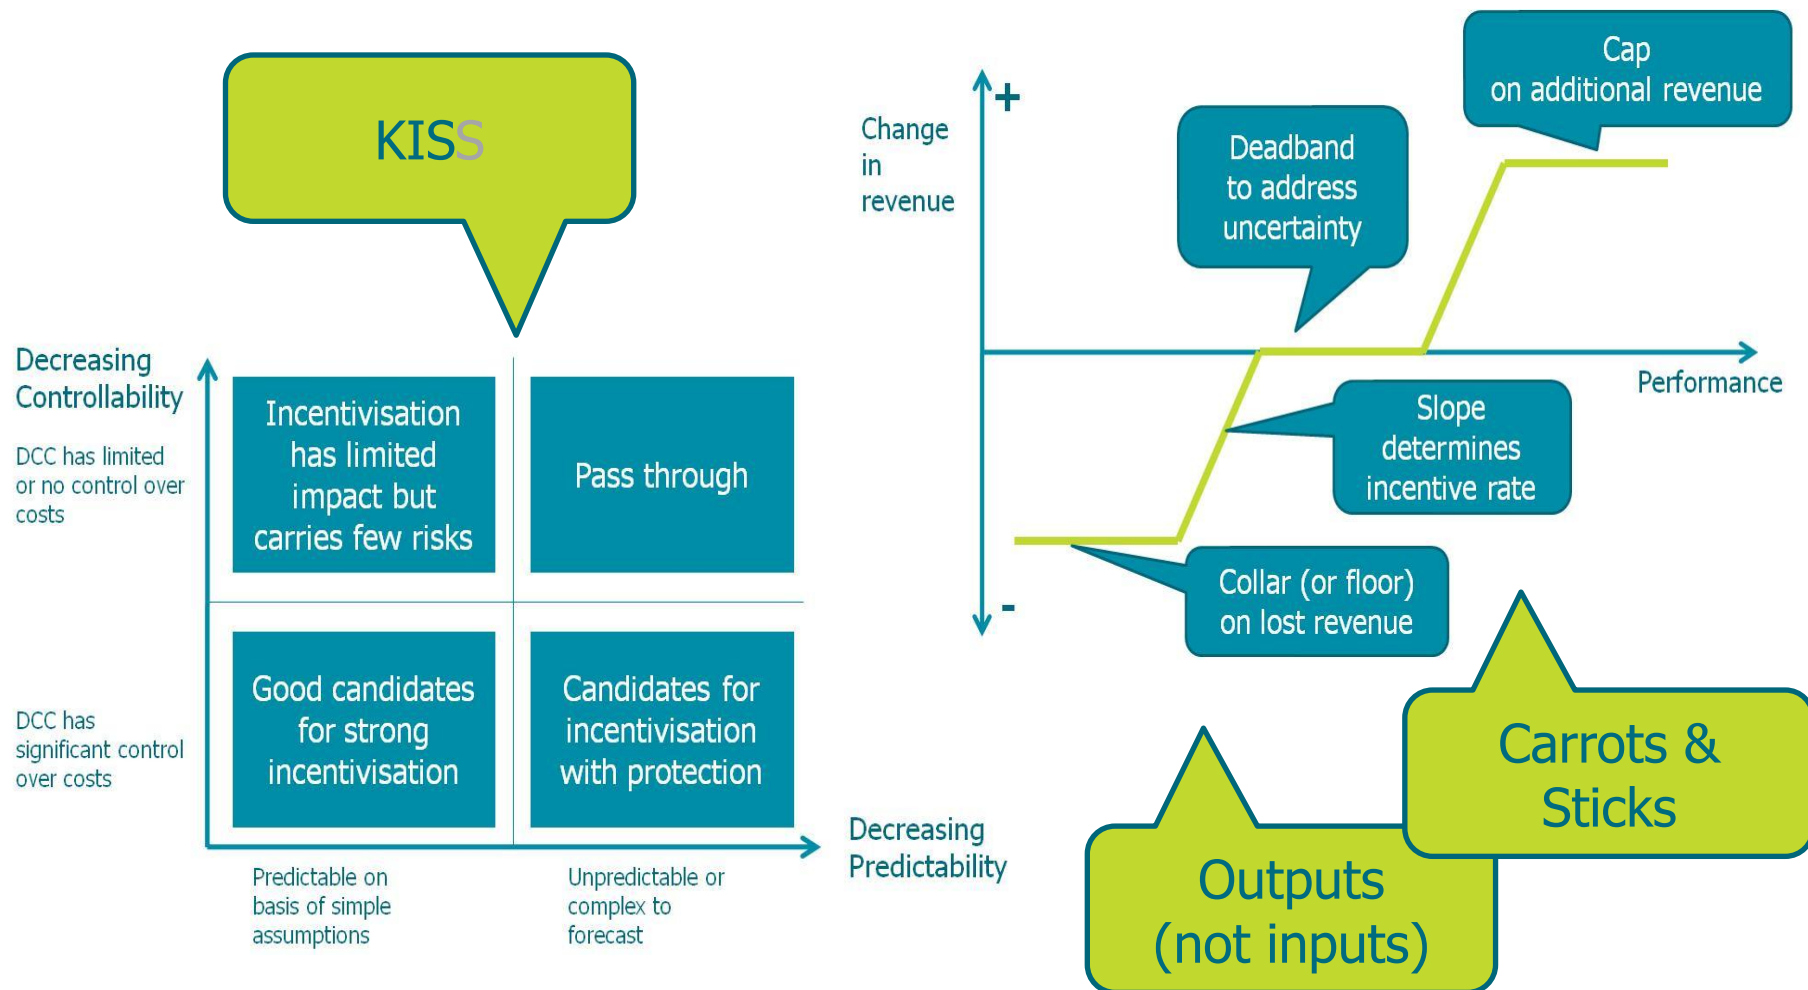 KISS
Decreasing
Controllability
DCC has limited
or no control over
costs
DCC has
significant control
over costs
Incentivisation
has limited
impact but
carries few risks
Pass through
Good candidates
for strong
incentivisation
Candidates for
incentivisation
with protection
Predictable on
basis of simple
assumptions
Unpredictable or
complex to
forecast
Decreasing
Predictability
Change
in
revenue
+
-
Deadband
to address
uncertainty
Cap
on additional revenue
Performance
Slope
determines
incentive rate
Collar (or floor)
on lost revenue
Carrots &
Sticks
Outputs
(not inputs)